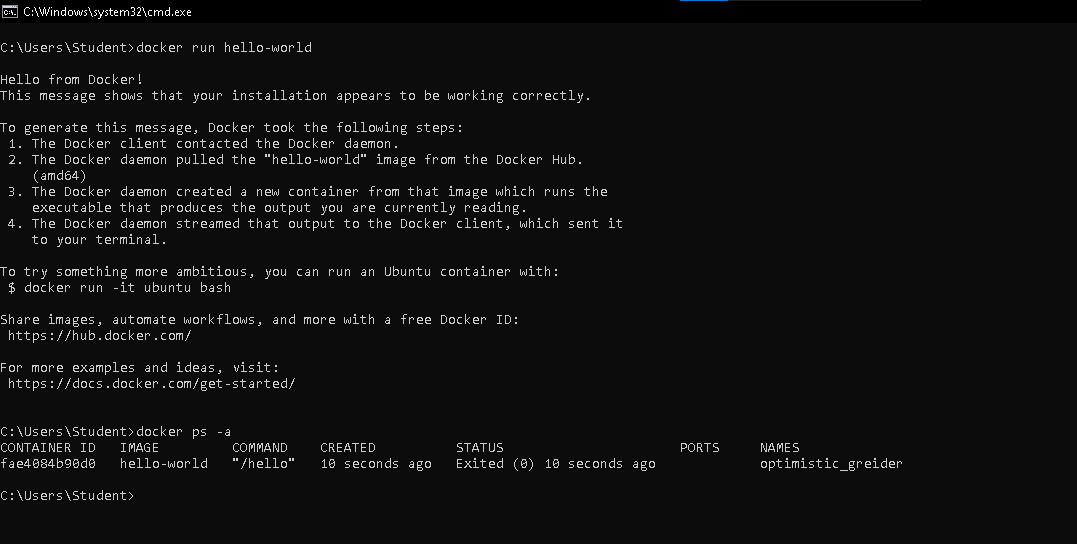 C:\Windows\system32\cmd.exe
C:\Users\Student>docker run hello-world
Hello from Docker!
This message shows that your installation appears to be working correctly.
To generate this message, Docker took the following steps:
1. The Docker client contacted the Docker daemon.
2. The Docker daemon pulled the "hello-world" image from the Docker Hub.
(amd64)
3. The Docker daemon created a new container from that image which runs the
executable that produces the output you are currently reading.
4. The Docker daemon streamed that output to the Docker client, which sent it
to your terminal.
To try something more ambitious, you can run an Ubuntu container with:
$ docker run -it ubuntu bash
Share images, automate workflows, and more with a free Docker ID:
https://hub.docker.com/
For more examples and ideas, visit:
https://docs.docker.com/get-started/
C:\Users\Student>docker ps -a
CONTAINER ID   IMAGE         COMMAND    CREATED          STATUS                      PORTS     NAMES
fae4084b90d0   hello-world   "/hello"   10 seconds ago   Exited (0) 10 seconds ago             optimistic_greider
C:\Users\Student>